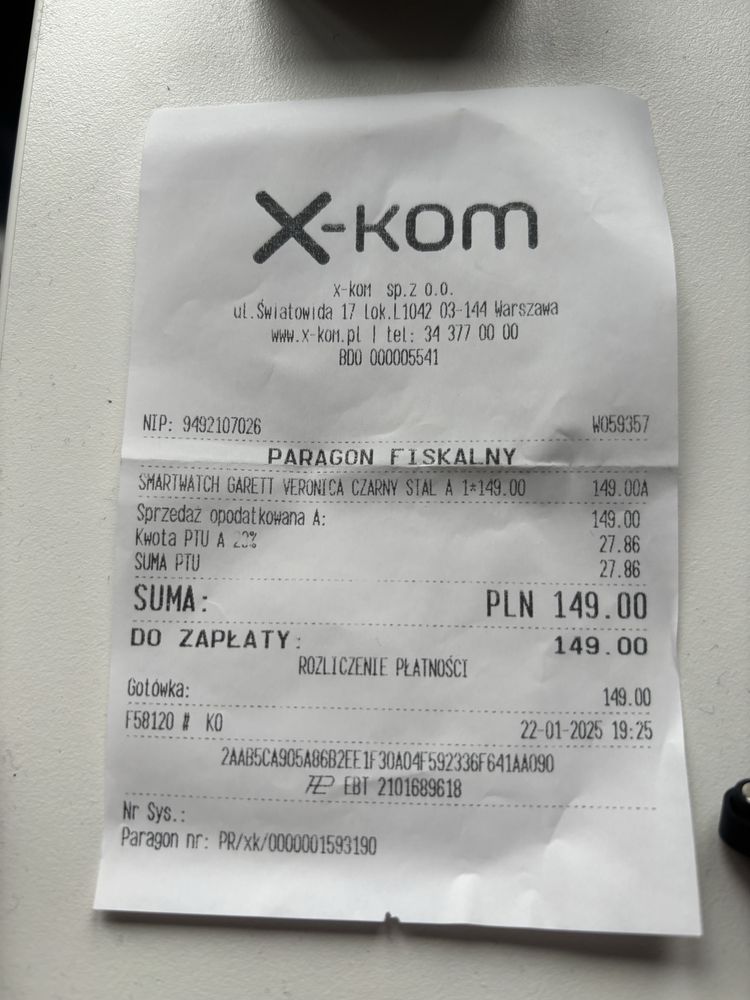 x-kom
x-kom sp.z o.o.
ul.Światowida 17 lok.L1042 03-144 Warszawa
www.x-kom.pl | tel: 34 377 00 00
BDO 000005541
NIP: 9492107026 W059357
PARAGON FISKALNY
SMARTWATCH GARETT VERONICA CZARNY STAL A 1*149.00 149.00A
Sprzedaż opodatkowana A: 149.00
Kwota PTU A 23% 27.86
SUMA PTU 27.86
SUMA: PLN 149.00
DO ZAPŁATY: 149.00
ROZLICZENIE PŁATNOŚCI
Gotówka: 149.00
F58120 # KO 22-01-2025 19:25
2AAB5CA905A86B2EE1F30A04F592336F641AA090
EBT 2101689618
Nr Sys.:
Paragon nr: PR/xk/0000001593190